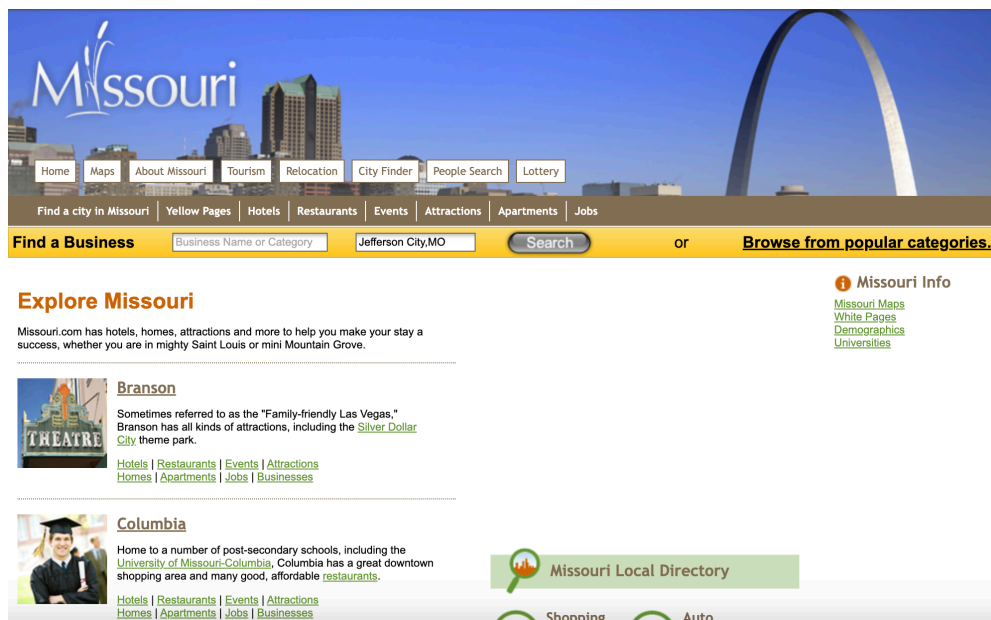 Missouri
Home Maps About Missouri Tourism Relocation City Finder People Search Lottery
Find a city in Missouri Yellow Pages Hotels Restaurants Events Attractions Apartments Jobs
Find a Business Business Name or Category Jefferson City,MO Search or Browse from popular categories.
Explore Missouri
Missouri.com has hotels, homes, attractions and more to help you make your stay a
success, whether you are in mighty Saint Louis or mini Mountain Grove.
THEATRE
Branson
Sometimes referred to as the "Family-friendly Las Vegas,"
Branson has all kinds of attractions, including the Silver Dollar
City theme park.
Hotels | Restaurants | Events | Attractions
Homes | Apartments | Jobs | Businesses
Columbia
Home to a number of post-secondary schools, including the
University of Missouri-Columbia, Columbia has a great downtown
shopping area and many good, affordable restaurants.
Hotels | Restaurants | Events | Attractions
Homes | Apartments | Jobs | Businesses
i Missouri Info
Missouri Maps
White Pages
Demographics
Universities
Missouri Local Directory
Shopping Auto